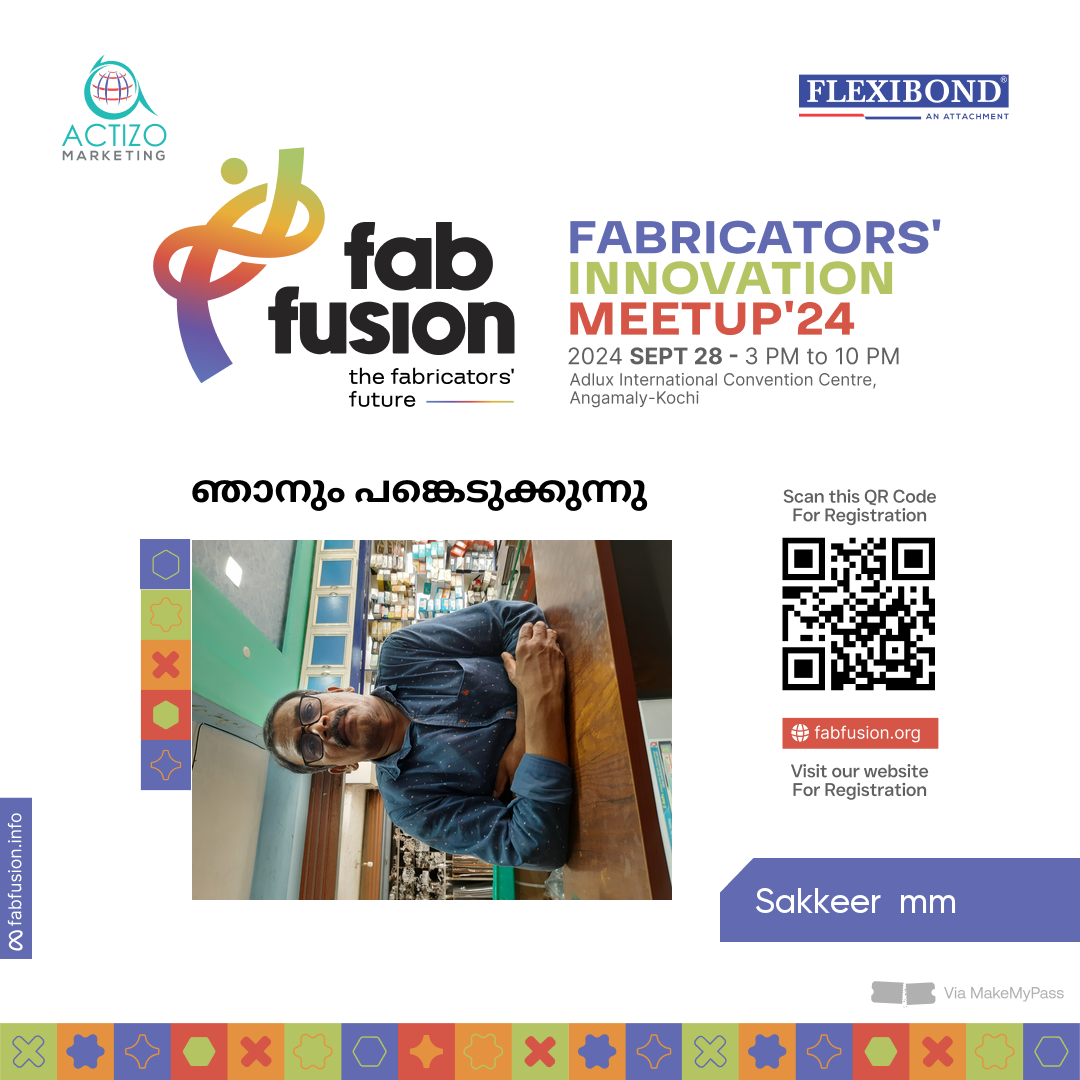 ACTIZO
MARKETING
FLEXIBOND®
AN ATTACHMENT
fab
fusion
the fabricators'
future
FABRICATORS'
INNOVATION
MEETUP'24
2024 SEPT 28 - 3 PM to 10 PM
Adlux International Convention Centre,
Angamaly-Kochi
ഞാനും പങ്കെടുക്കുന്നു
Scan this QR Code
For Registration
fabfusion.org
Visit our website
For Registration
fabfusion.info
Sakkeer mm
Via MakeMyPass